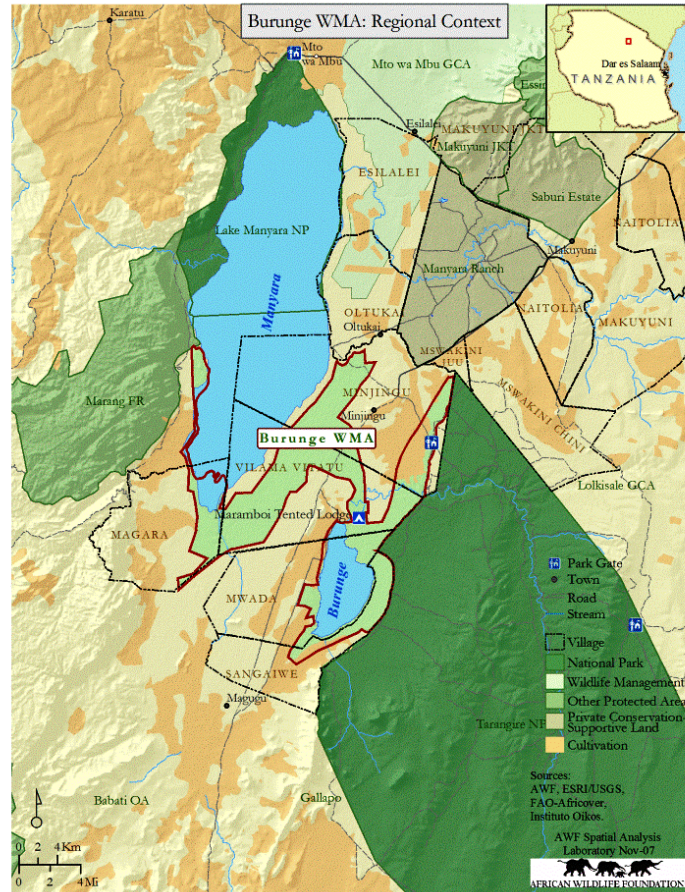 Burunge WMA: Regional Context
Karatu
Mto
wa Mbu
Mto wa Mbu GCA
Dar es Salaam
TANZANIA
Esilalei
MAKUYUNI JKT
Makuyuni JKT
ESILALEI
Saburi Estate
NAITOLIA
Lake Manyara NP
Makuyuni
Manyara Ranch
Manyara
NAITOLIA
OLTUKAI
Oltukai
MAKUYUNI
MSWAKINI
JUU
Marang FR
MINJINGU
Minjingu
MSWAKINI CHINI
Burunge WMA
VILAMA VIFATU
Lolkisale GCA
Maramboi Tented Lodge
MAGARA
Burunge
MWADA
SANGAIWE
Magugu
Tarangire NP
Babati OA
Gallapo
Park Gate
Town
Road
Stream
Village
National Park
Wildlife Management
Other Protected Area
Private Conservation-
Supportive Land
Cultivation
Sources:
AWF, ESRI/USGS,
FAO-Africover,
Instituto Oikos.
AWF Spatial Analysis
Laboratory Nov-07
AFRICAN WILDLIFE FOUNDATION
0 2 4 Km
0 2 4 Mi